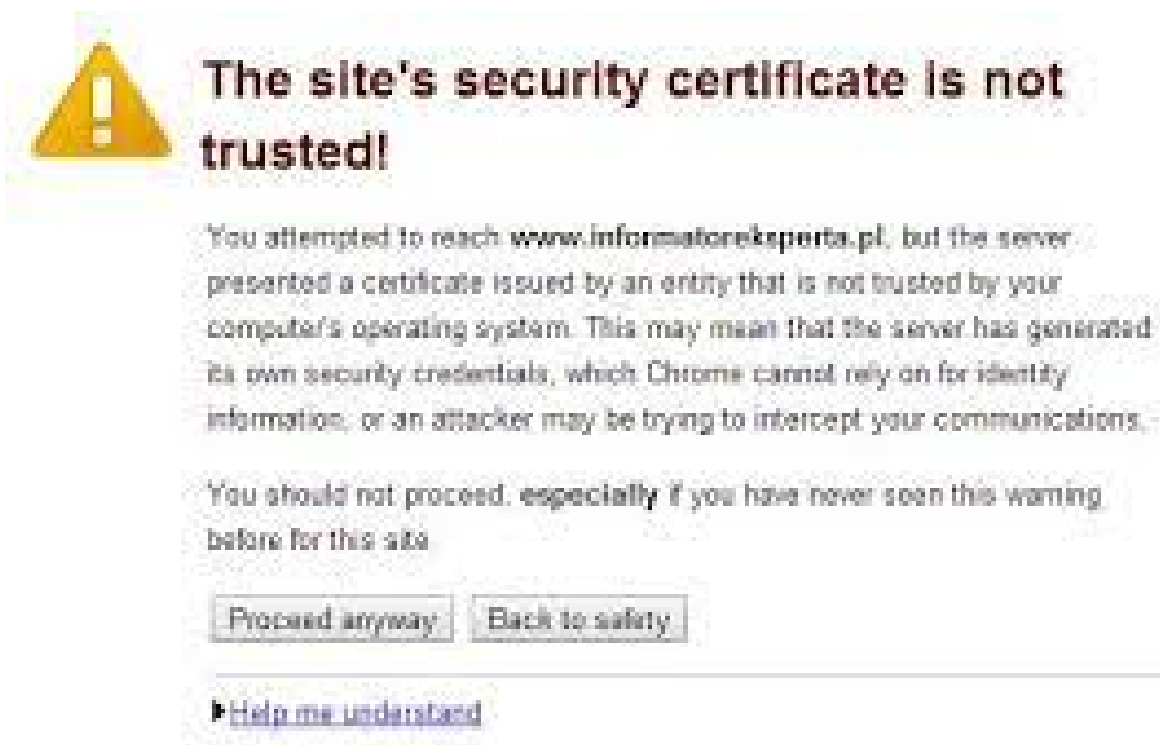 The site's security certificate is not
trusted!
You attempted to reach www.informatoreksperta.pl, but the server
presented a certificate issued by an entity that is not trusted by your
computer's operating system. This may mean that the server has generated
its own security credentials, which Chrome cannot rely on for identity
information, or an attacker may be trying to intercept your communications.
You should not proceed, especially if you have never seen this warning
before for this site.
Proceed anyway
Back to safety
Help me understand